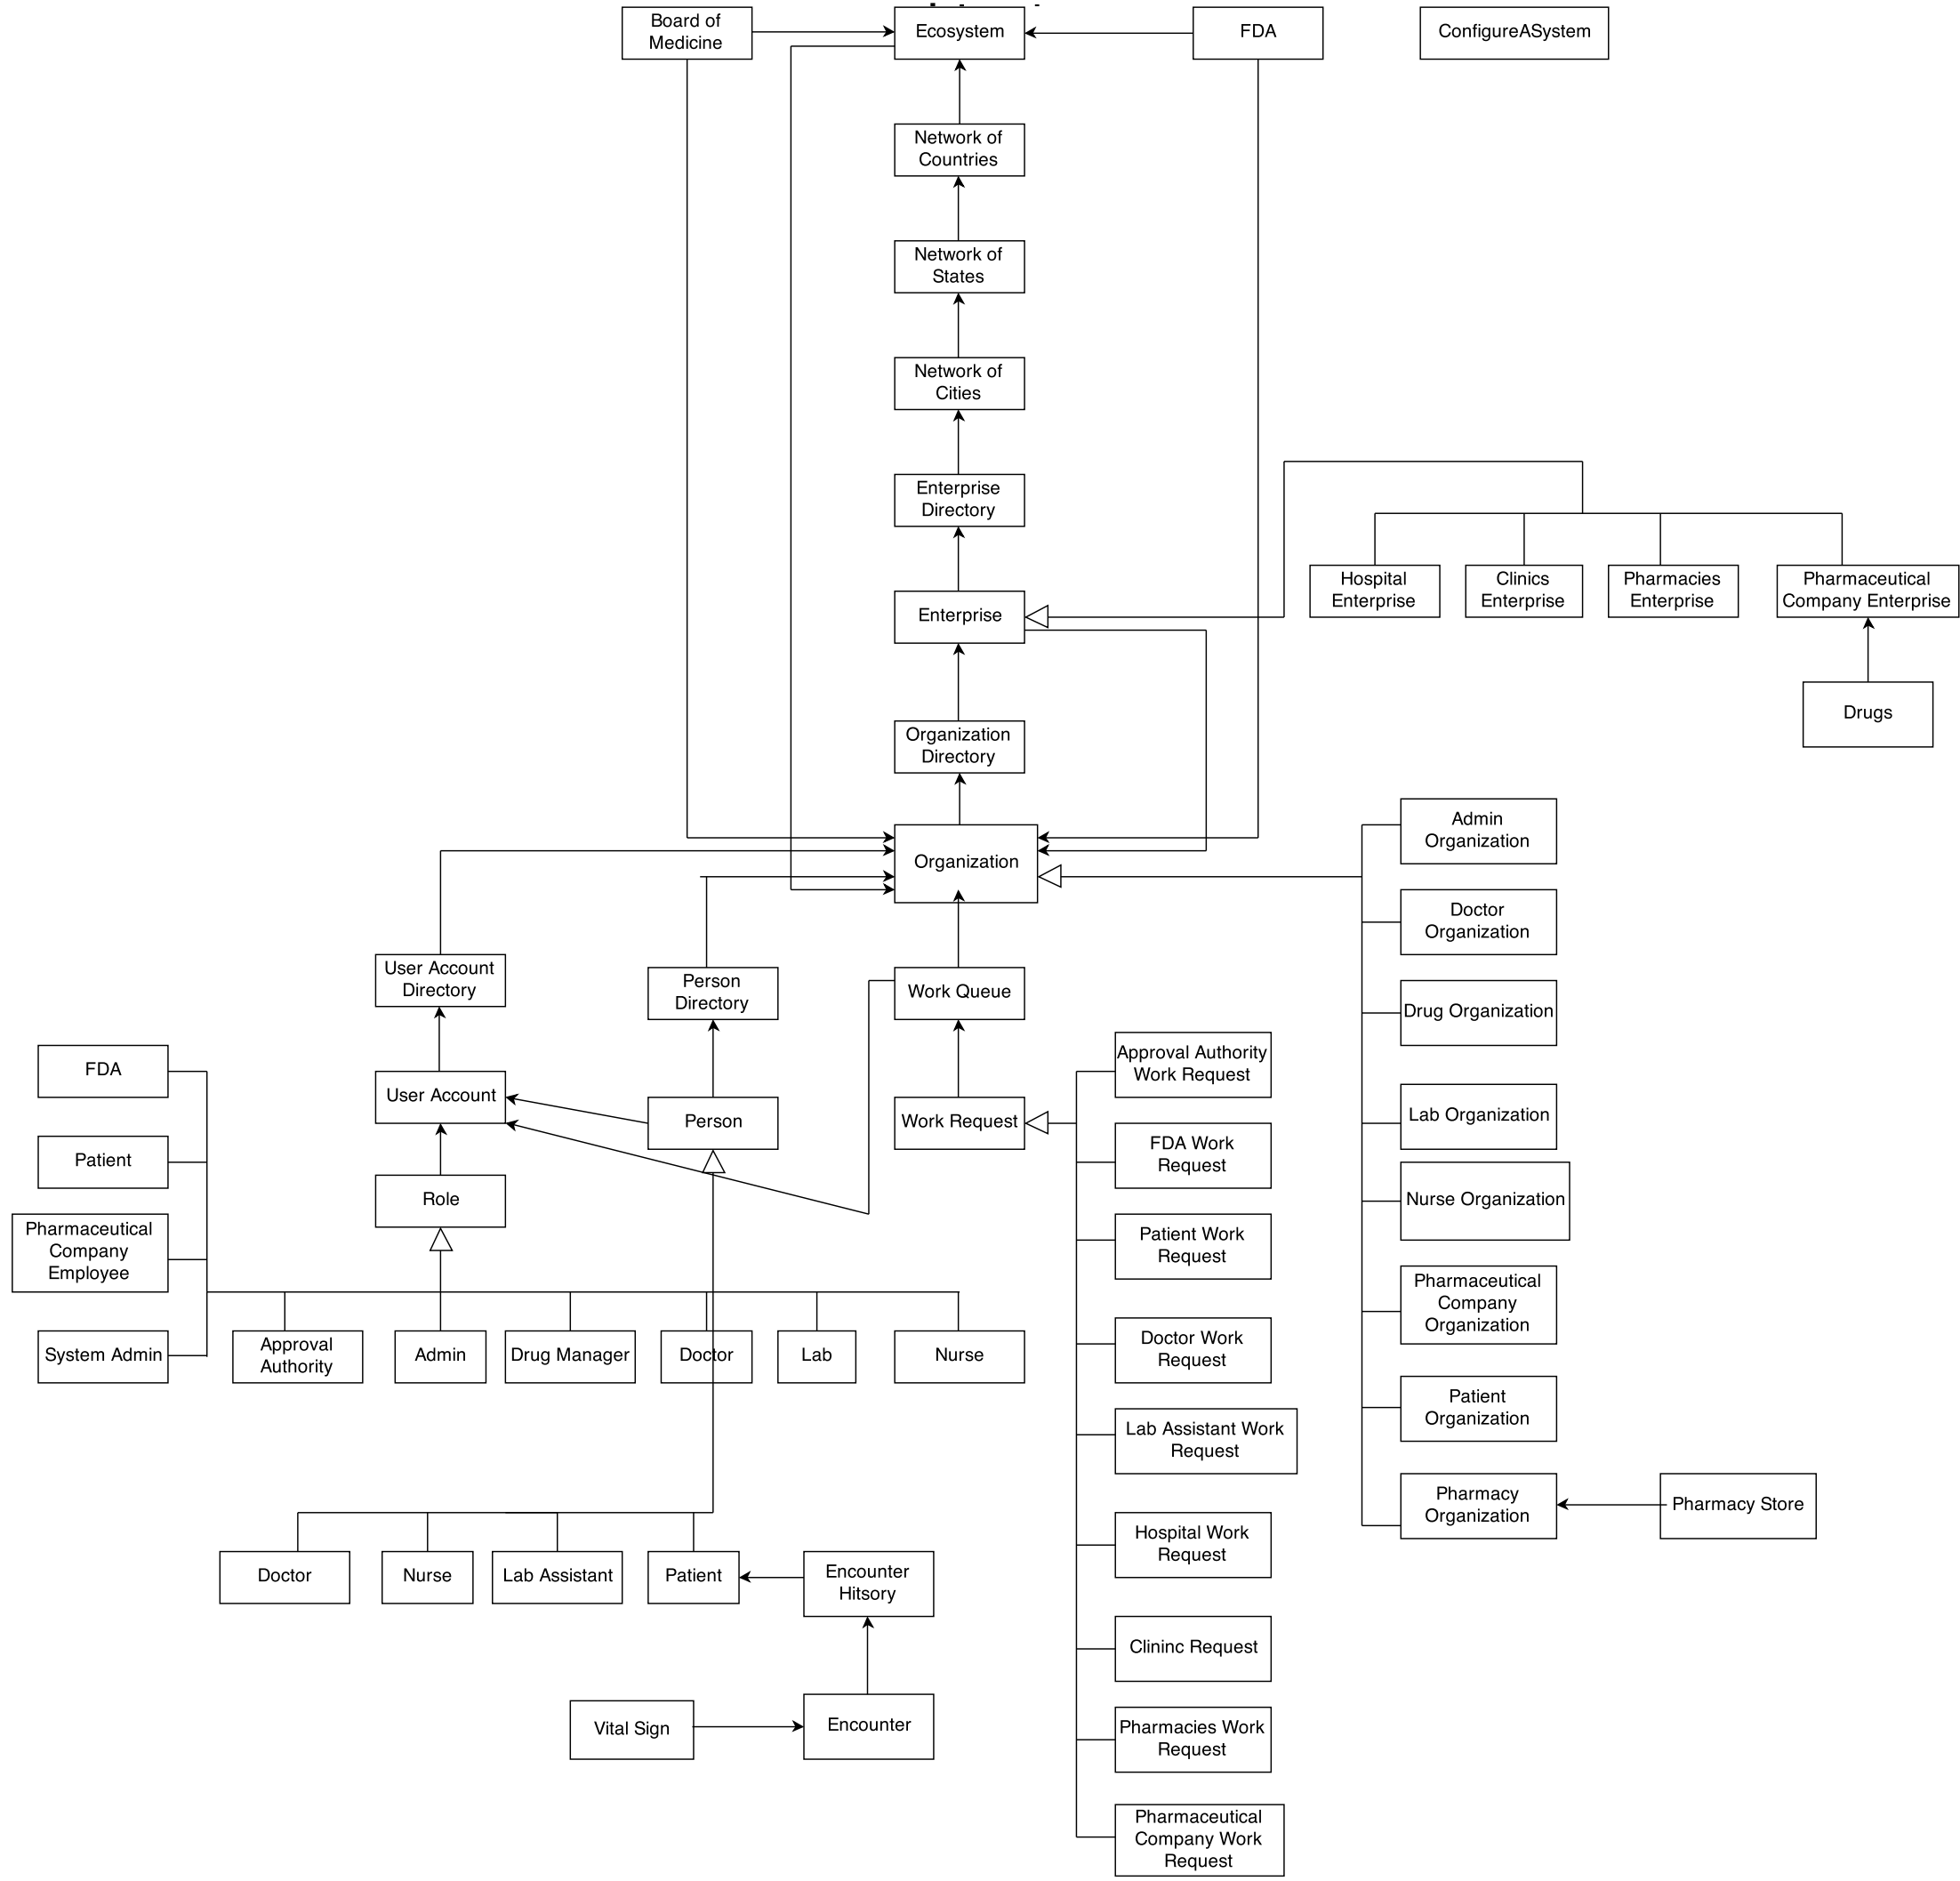 Board of
Medicine
Ecosystem
FDA
ConfigureASystem
Network of
Countries
Network of
States
Network of
Cities
Enterprise
Directory
Hospital
Enterprise
Clinics
Enterprise
Pharmacies
Enterprise
Pharmaceutical
Company Enterprise
Enterprise
Drugs
Organization
Directory
Organization
Admin
Organization
Doctor
Organization
Drug Organization
Lab Organization
Nurse Organization
Pharmaceutical
Company
Organization
Patient
Organization
Pharmacy
Organization
Pharmacy Store
User Account
Directory
Person
Directory
Work Queue
User Account
Person
Work Request
Role
FDA
Patient
Pharmaceutical
Company
Employee
System Admin
Approval
Authority
Admin
Drug Manager
Doctor
Lab
Nurse
Approval Authority
Work Request
FDA Work
Request
Patient Work
Request
Doctor Work
Request
Lab Assistant Work
Request
Hospital Work
Request
Clininc Request
Pharmacies Work
Request
Pharmaceutical
Company Work
Request
Doctor
Nurse
Lab Assistant
Patient
Encounter
Hitsory
Vital Sign
Encounter